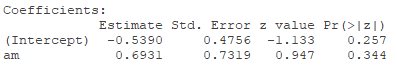 Coefficients:
Estimate Std. Error z value Pr(>|z|)
(Intercept) -0.5390 0.4756 -1.133 0.257
am 0.6931 0.7319 0.947 0.344